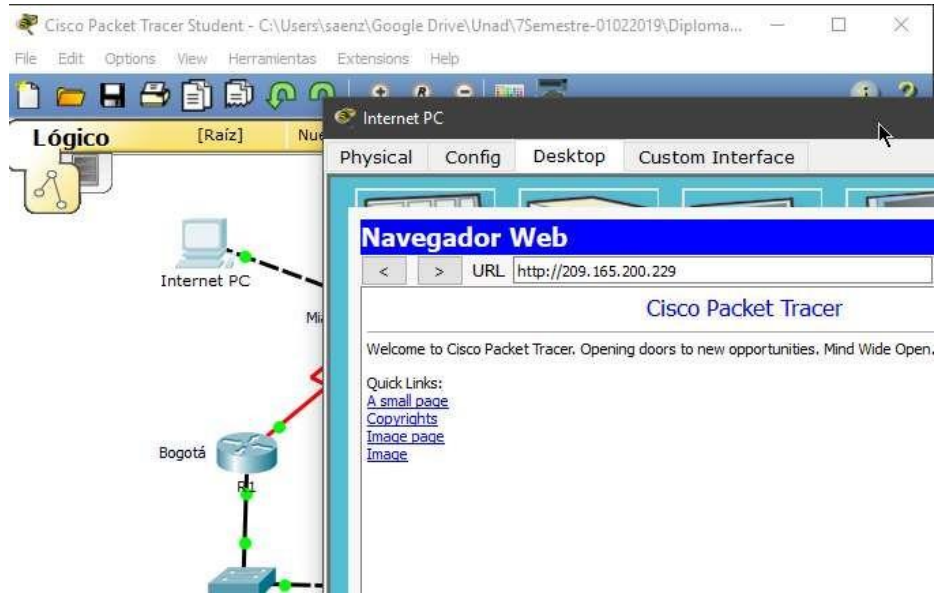 Cisco Packet Tracer Student - C:\Users\saenz\Google Drive\Unad\7Semestre-01022019\Diploma...
File Edit Options View Herramientas Extensions Help
Lógico [Raíz] Nue
Internet PC
Physical Config Desktop Custom Interface
Navegador Web
< > URL http://209.165.200.229
Cisco Packet Tracer
Welcome to Cisco Packet Tracer. Opening doors to new opportunities. Mind Wide Open.
Quick Links:
A small page
Copyrights
Image page
Image
Internet PC
Mia
Bogotá
R1